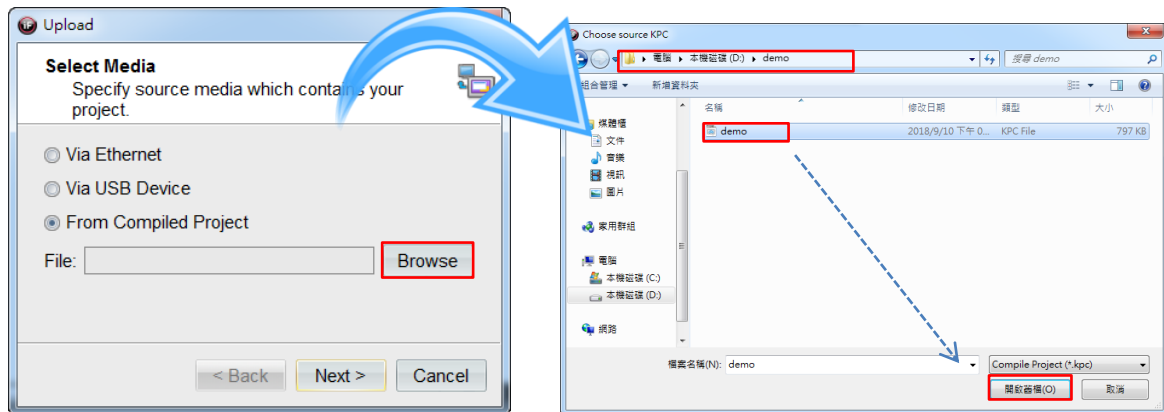 Upload
Select Media
Specify source media which contains your
project.
Via Ethernet
Via USB Device
From Compiled Project
File:
Browse
< Back
Next >
Cancel
Choose source KPC
電腦
本機磁碟 (D:)
demo
搜尋 demo
組合管理
新增資料夾
媒體櫃
文件
音樂
視訊
圖片
家用群組
電腦
本機磁碟 (C:)
本機磁碟 (D:)
網路
名稱
修改日期
類型
大小
demo
2018/9/10 下午 0...
KPC File
797 KB
檔案名稱(N):
demo
Compile Project (*.kpc)
開啟舊檔(O)
取消